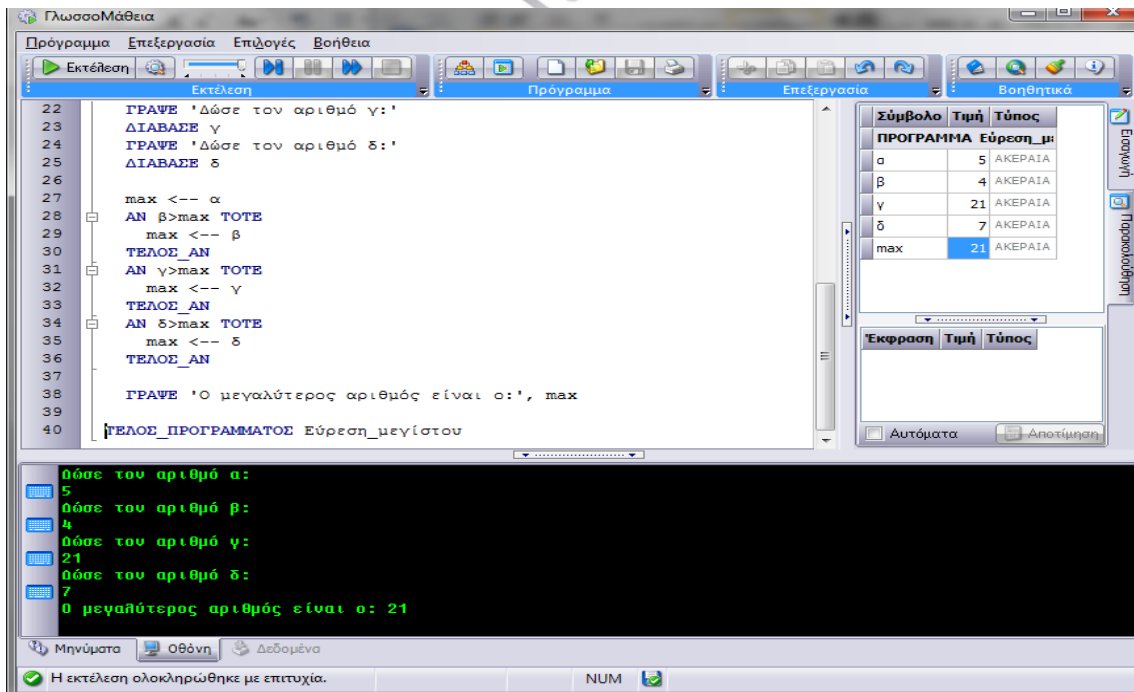 ΓλωσσοΜάθεια
Πρόγραμμα Επεξεργασία Επιλογές Βοήθεια
Εκτέλεση
Εκτέλεση Πρόγραμμα Επεξεργασία Βοηθητικά
22 ΓΡΑΨΕ 'Δώσε τον αριθμό γ:'
23 ΔΙΑΒΑΣΕ γ
24 ΓΡΑΨΕ 'Δώσε τον αριθμό δ:'
25 ΔΙΑΒΑΣΕ δ
26
27 max <-- α
28 ΑΝ β>max ΤΟΤΕ
29 max <-- β
30 ΤΕΛΟΣ_ΑΝ
31 ΑΝ γ>max ΤΟΤΕ
32 max <-- γ
33 ΤΕΛΟΣ_ΑΝ
34 ΑΝ δ>max ΤΟΤΕ
35 max <-- δ
36 ΤΕΛΟΣ_ΑΝ
37
38 ΓΡΑΨΕ 'Ο μεγαλύτερος αριθμός είναι ο:', max
39
40 ΤΕΛΟΣ_ΠΡΟΓΡΑΜΜΑΤΟΣ Εύρεση_μεγίστου
Σύμβολο Τιμή Τύπος
ΠΡΟΓΡΑΜΜΑ Εύρεση_με
α 5 ΑΚΕΡΑΙΑ
β 4 ΑΚΕΡΑΙΑ
γ 21 ΑΚΕΡΑΙΑ
δ 7 ΑΚΕΡΑΙΑ
max 21 ΑΚΕΡΑΙΑ
Έκφραση Τιμή Τύπος
Αυτόματα Αποτίμηση
Εισαγωγή
Παρακολούθηση
Δώσε τον αριθμό α:
5
Δώσε τον αριθμό β:
4
Δώσε τον αριθμό γ:
21
Δώσε τον αριθμό δ:
7
Ο μεγαλύτερος αριθμός είναι ο: 21
Μηνύματα Οθόνη Δεδομένα
Η εκτέλεση ολοκληρώθηκε με επιτυχία. NUM